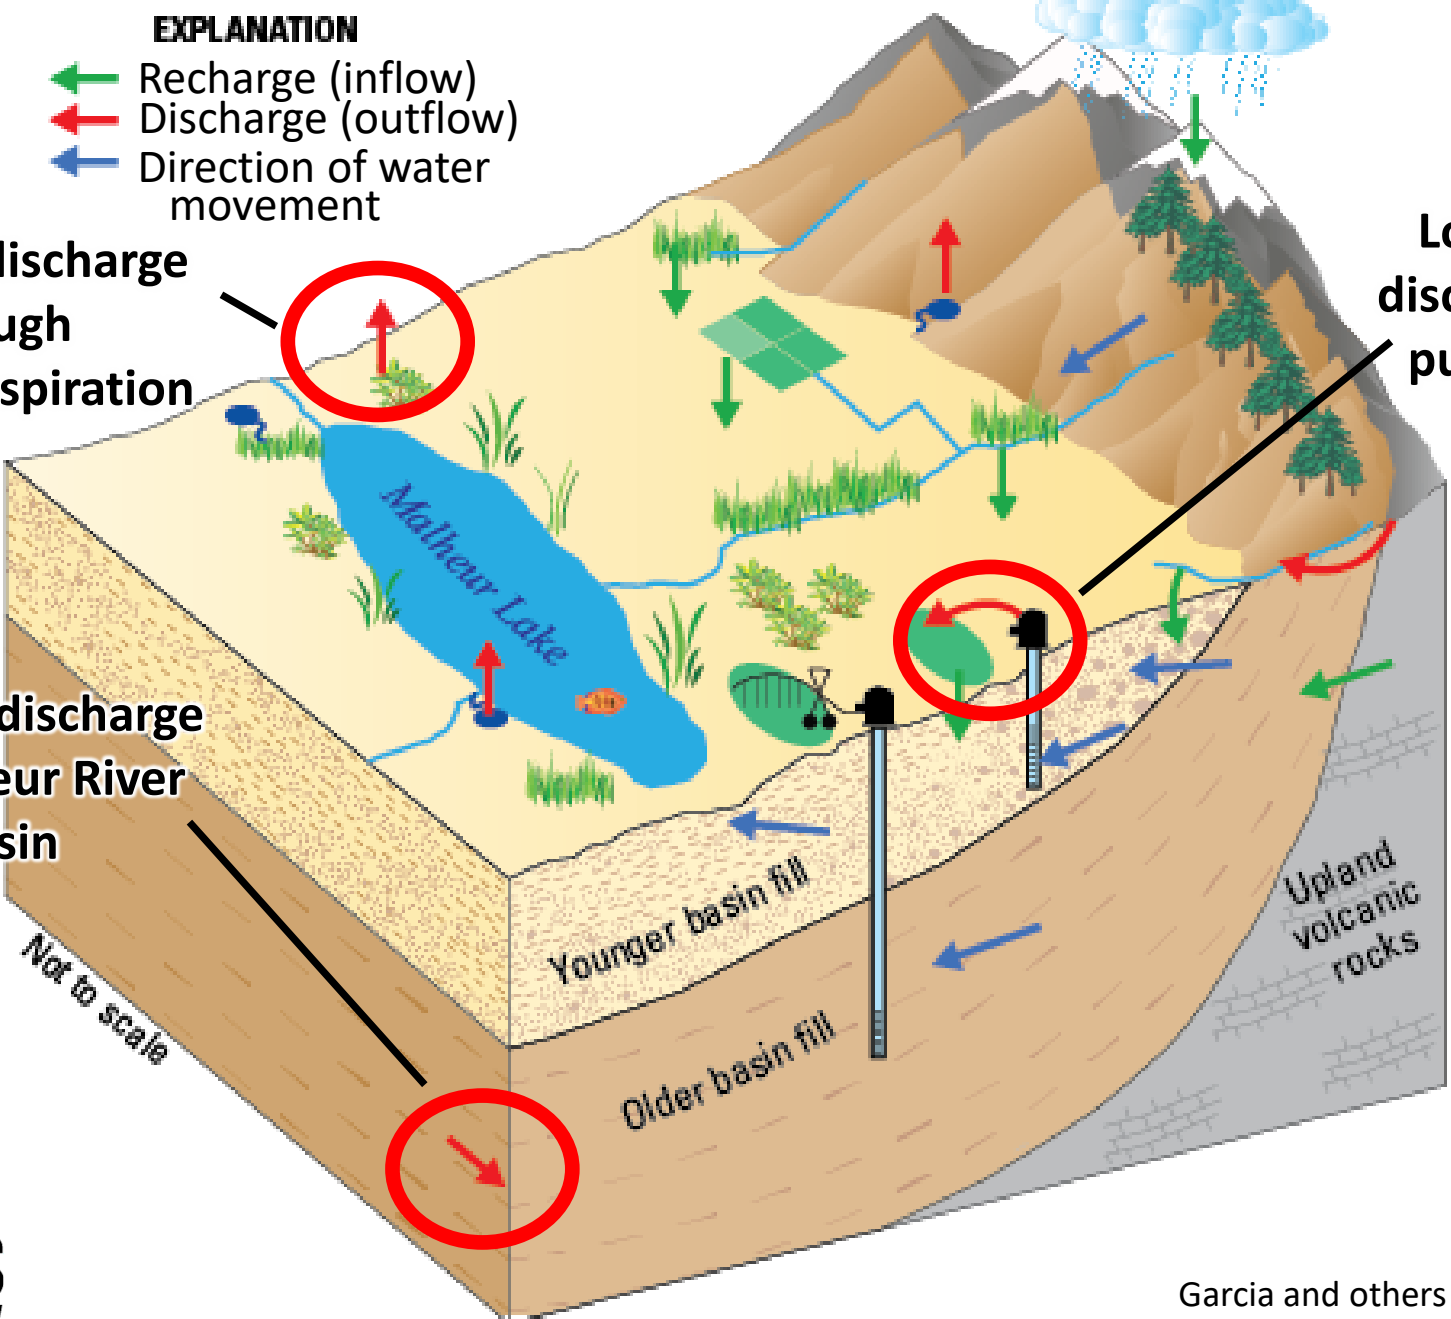 EXPLANATION
Recharge (inflow)
Discharge (outflow)
Direction of water
movement
discharge
ugh
spiration
Lo
disc
pu
Malheur Lake
discharge
eur River
sin
Younger basin fill
Older basin fill
Upland
volcanic
rocks
Not to scale
Garcia and others